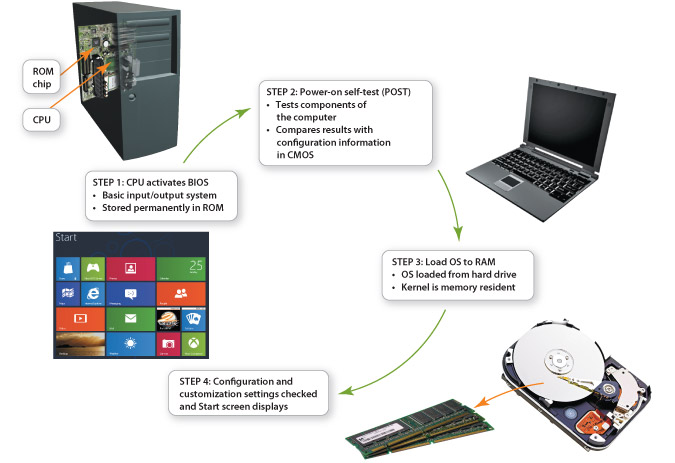 ROM
chip
CPU
STEP 1: CPU activates BIOS
• Basic input/output system
• Stored permanently in ROM
STEP 2: Power-on self-test (POST)
• Tests components of
the computer
• Compares results with
configuration information
in CMOS
STEP 3: Load OS to RAM
• OS loaded from hard drive
• Kernel is memory resident
STEP 4: Configuration and
customization settings checked
and Start screen displays
Start
25